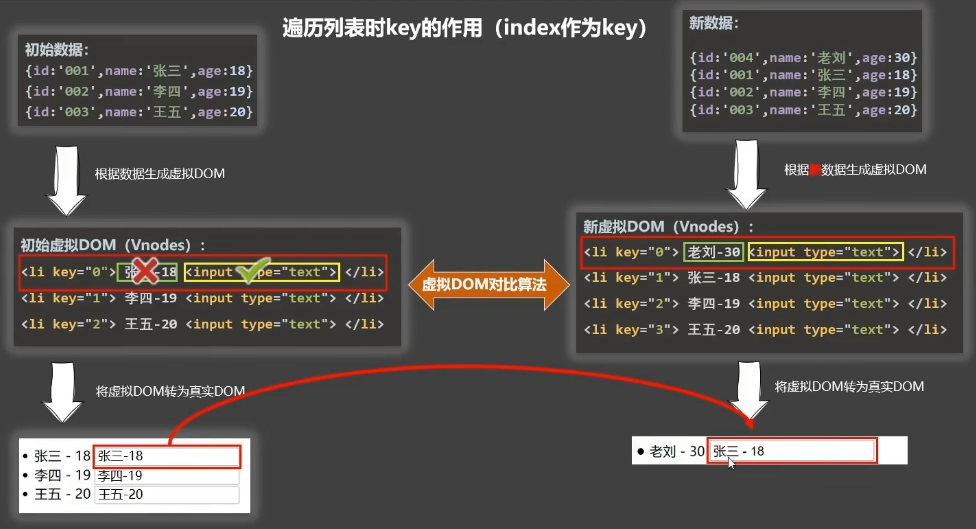 遍历列表时key的作用（index作为key）
初始数据：
{id:'001',name:'张三',age:18}
{id:'002',name:'李四',age:19}
{id:'003',name:'王五',age:20}
根据数据生成虚拟DOM
初始虚拟DOM（Vnodes）：
<li key="0"> 张三-18 <input type="text"> </li>
<li key="1"> 李四-19 <input type="text"> </li>
<li key="2"> 王五-20 <input type="text"> </li>
将虚拟DOM转为真实DOM
• 张三 - 18 张三-18
• 李四 - 19 李四-19
• 王五 - 20 王五-20
虚拟DOM对比算法
新数据：
{id:'004',name:'老刘',age:30}
{id:'001',name:'张三',age:18}
{id:'002',name:'李四',age:19}
{id:'003',name:'王五',age:20}
根据新数据生成虚拟DOM
新虚拟DOM（Vnodes）：
<li key="0"> 老刘-30 <input type="text"> </li>
<li key="1"> 张三-18 <input type="text"> </li>
<li key="2"> 李四-19 <input type="text"> </li>
<li key="3"> 王五-20 <input type="text"> </li>
将虚拟DOM转为真实DOM
• 老刘 - 30 张三 - 18